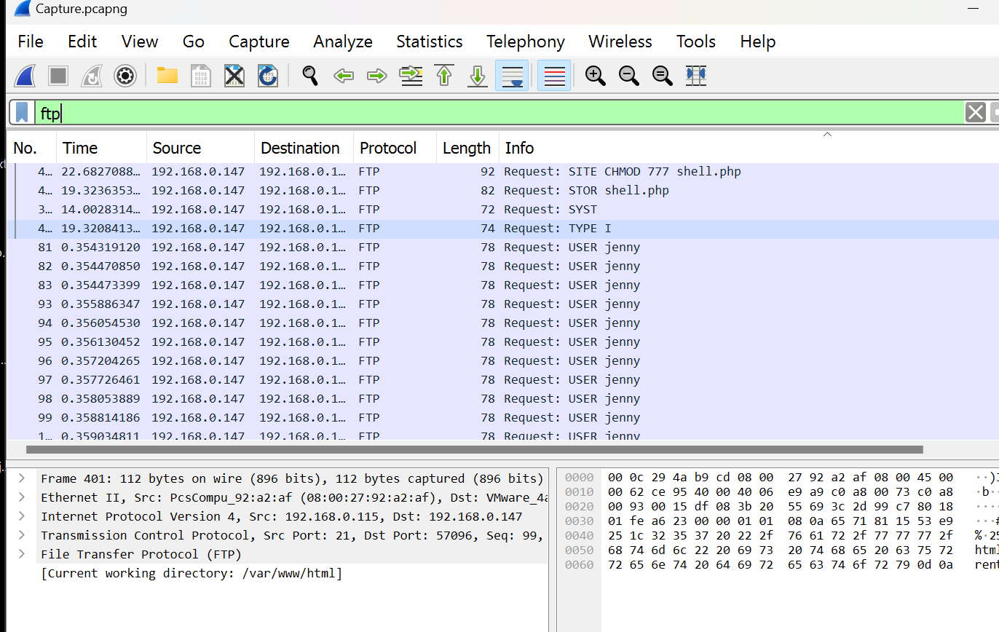 Capture.pcapng
File Edit View Go Capture Analyze Statistics Telephony Wireless Tools Help
ftp
No. Time Source Destination Protocol Length Info
4… 22.6827088… 192.168.0.147 192.168.0.1… FTP 92 Request: SITE CHMOD 777 shell.php
4… 19.3236353… 192.168.0.147 192.168.0.1… FTP 82 Request: STOR shell.php
3… 14.0028314… 192.168.0.147 192.168.0.1… FTP 72 Request: SYST
4… 19.3208413… 192.168.0.147 192.168.0.1… FTP 74 Request: TYPE I
81 0.354319120 192.168.0.147 192.168.0.1… FTP 78 Request: USER jenny
82 0.354470850 192.168.0.147 192.168.0.1… FTP 78 Request: USER jenny
83 0.354473399 192.168.0.147 192.168.0.1… FTP 78 Request: USER jenny
93 0.355886347 192.168.0.147 192.168.0.1… FTP 78 Request: USER jenny
94 0.356054530 192.168.0.147 192.168.0.1… FTP 78 Request: USER jenny
95 0.356130452 192.168.0.147 192.168.0.1… FTP 78 Request: USER jenny
96 0.357204265 192.168.0.147 192.168.0.1… FTP 78 Request: USER jenny
97 0.357726461 192.168.0.147 192.168.0.1… FTP 78 Request: USER jenny
98 0.358053889 192.168.0.147 192.168.0.1… FTP 78 Request: USER jenny
99 0.358814186 192.168.0.147 192.168.0.1… FTP 78 Request: USER jenny
1… 0.359034811 192.168.0.147 192.168.0.1… FTP 78 Request: USER jenny
Frame 401: 112 bytes on wire (896 bits), 112 bytes captured (896 bits)
Ethernet II, Src: PcsCompu_92:a2:af (08:00:27:92:a2:af), Dst: VMware_4a
Internet Protocol Version 4, Src: 192.168.0.115, Dst: 192.168.0.147
Transmission Control Protocol, Src Port: 21, Dst Port: 57096, Seq: 99,
File Transfer Protocol (FTP)
[Current working directory: /var/www/html]
0000 00 0c 29 4a b9 cd 08 00 27 92 a2 af 08 00 45 00 ··)J
0010 00 62 ce 95 40 00 40 06 e9 a9 c0 a8 00 73 c0 a8 ·b··
0020 00 93 00 15 df 08 3b 20 55 69 3c 2d 99 c7 80 18 ····
0030 01 fe a6 23 00 00 01 01 08 0a 65 71 81 15 53 e9 ···#
0040 25 1c 32 35 37 20 22 2f 76 61 72 2f 77 77 77 2f %·25
0050 68 74 6d 6c 22 20 69 73 20 74 68 65 20 63 75 72 html
0060 72 65 6e 74 20 64 69 72 65 63 74 6f 72 79 0d 0a rent